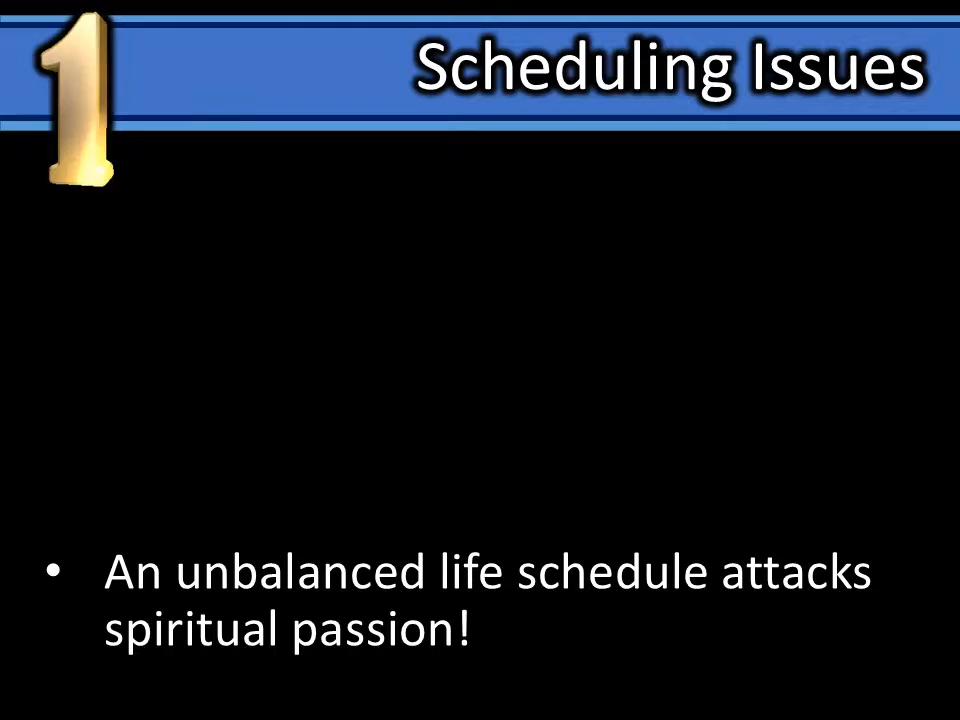 1
Scheduling Issues
• An unbalanced life schedule attacks
spiritual passion!